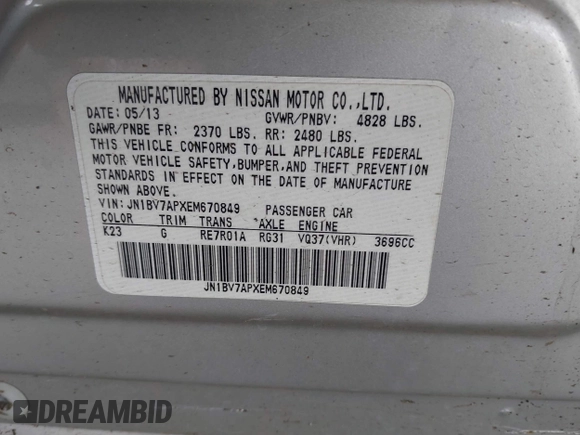 MANUFACTURED BY NISSAN MOTOR CO.,LTD.
DATE: 05/13 GVWR/PNBV: 4828 LBS.
GAWR/PNBE FR: 2370 LBS. RR: 2480 LBS.
THIS VEHICLE CONFORMS TO ALL APPLICABLE FEDERAL
MOTOR VEHICLE SAFETY,BUMPER,AND THEFT PREVENTION
STANDARDS IN EFFECT ON THE DATE OF MANUFACTURE
SHOWN ABOVE.
VIN: JN1BV7APXEM670849 PASSENGER CAR
COLOR TRIM TRANS AXLE ENGINE
K23 G RE7R01A RG31 VQ37(VHR) 3696CC
JN1BV7APXEM670849
DREAMBID